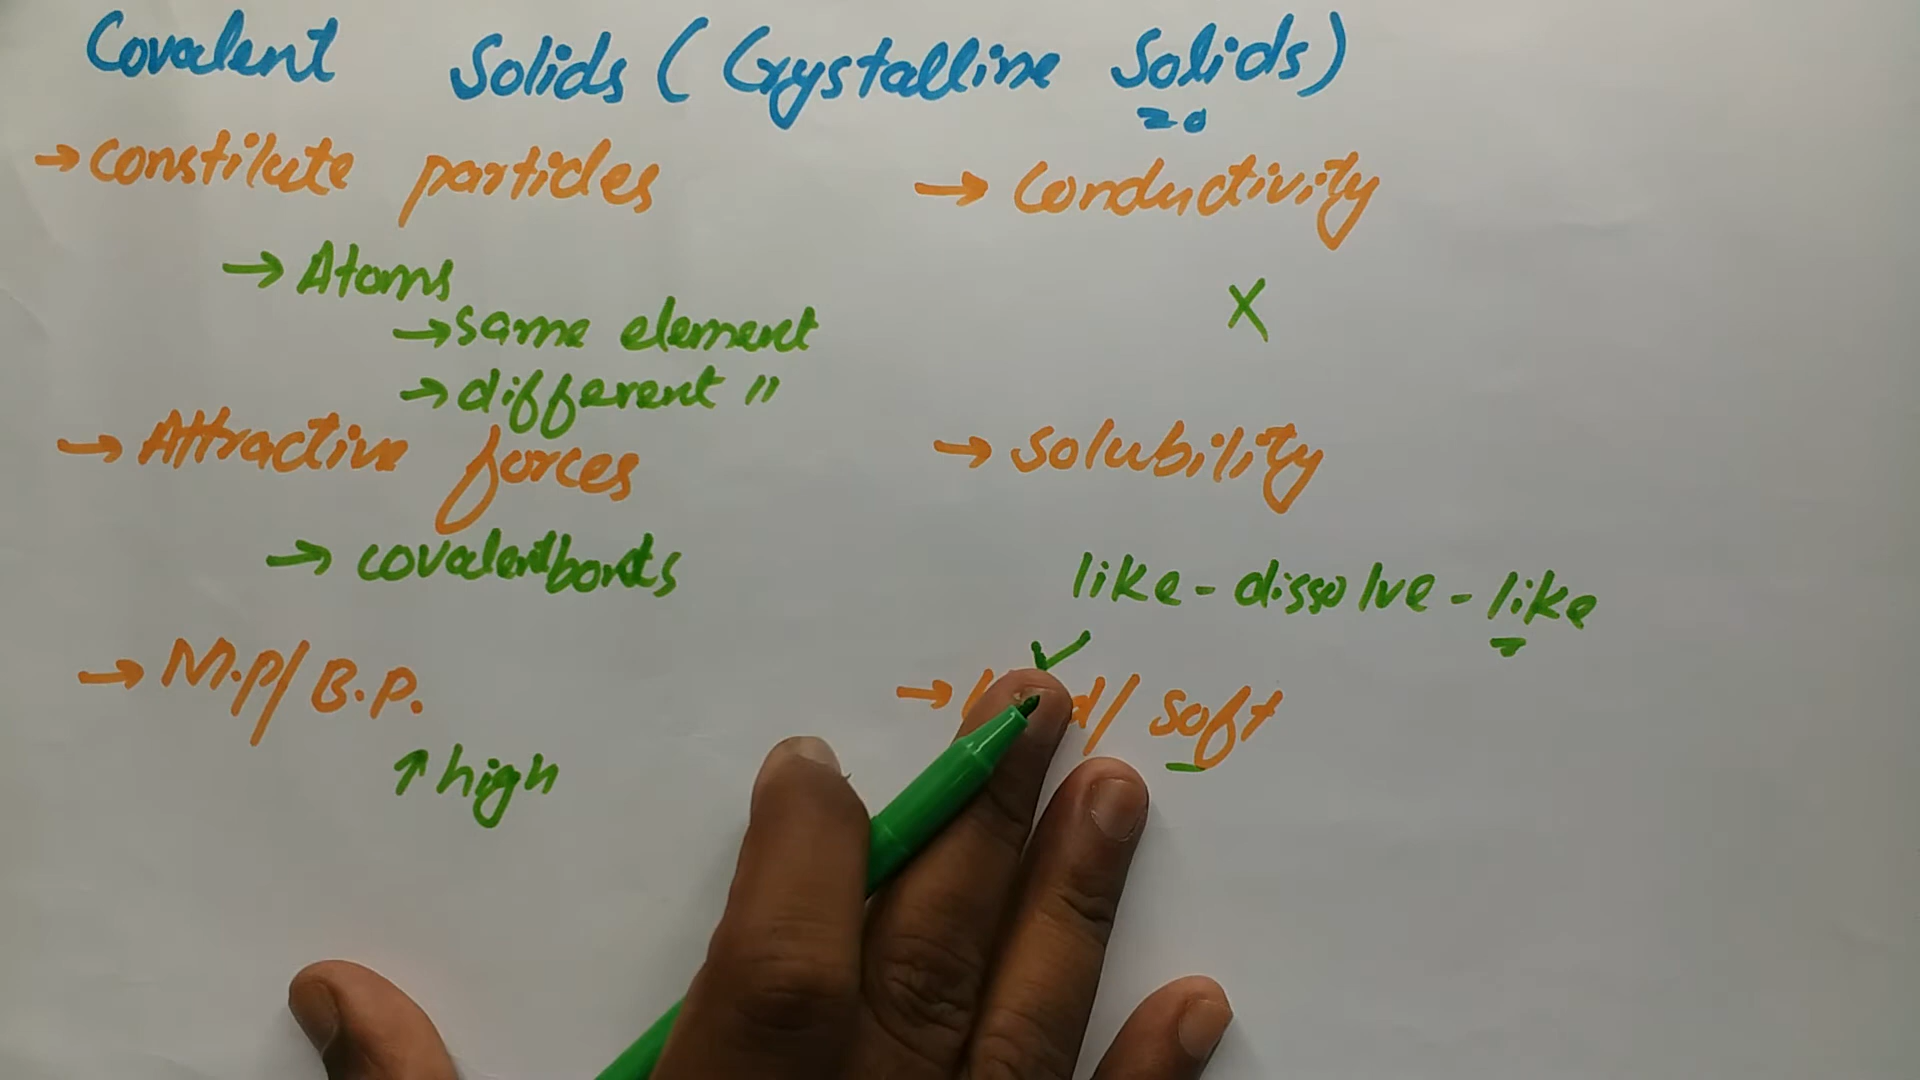 Covalent Solids (Crystalline Solids)
→ constitute particles
→ Atoms
→ same element
→ different "
→ Attractive forces
→ covalent bonds
→ M.P/B.P.
↑ high
→ conductivity
X
→ solubility
like-dissolve-like
→ / soft